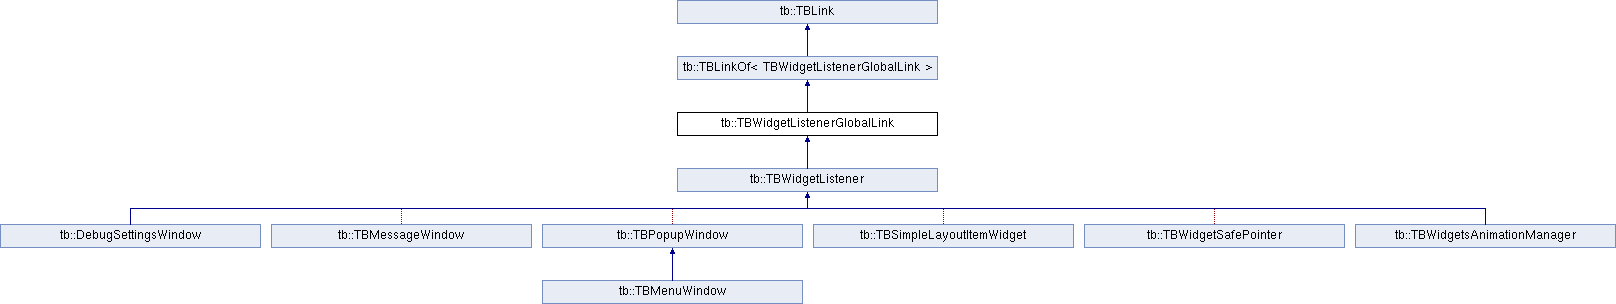 tb::TBLink
tb::TBLinkOf< TBWidgetListenerGlobalLink >
tb::TBWidgetListenerGlobalLink
tb::TBWidgetListener
tb::DebugSettingsWindow
tb::TBMessageWindow
tb::TBPopupWindow
tb::TBSimpleLayoutItemWidget
tb::TBWidgetSafePointer
tb::TBWidgetsAnimationManager
tb::TBMenuWindow